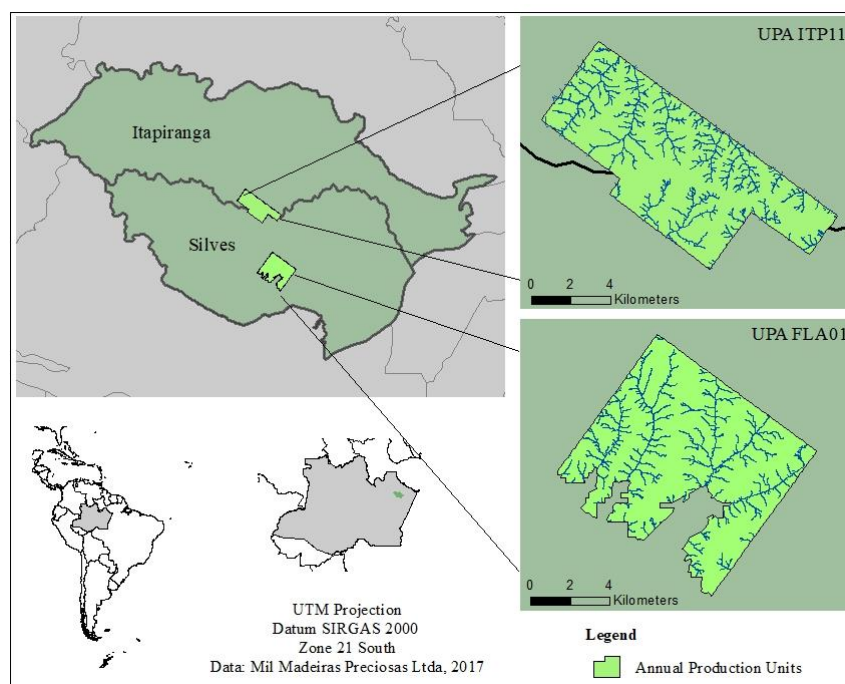 UPA ITP11
Itapiranga
Silves
0 2 4
Kilometers
UPA FLA01
0 2 4
Kilometers
UTM Projection
Datum SIRGAS 2000
Zone 21 South
Data: Mil Madeiras Preciosas Ltda, 2017
Legend
Annual Production Units